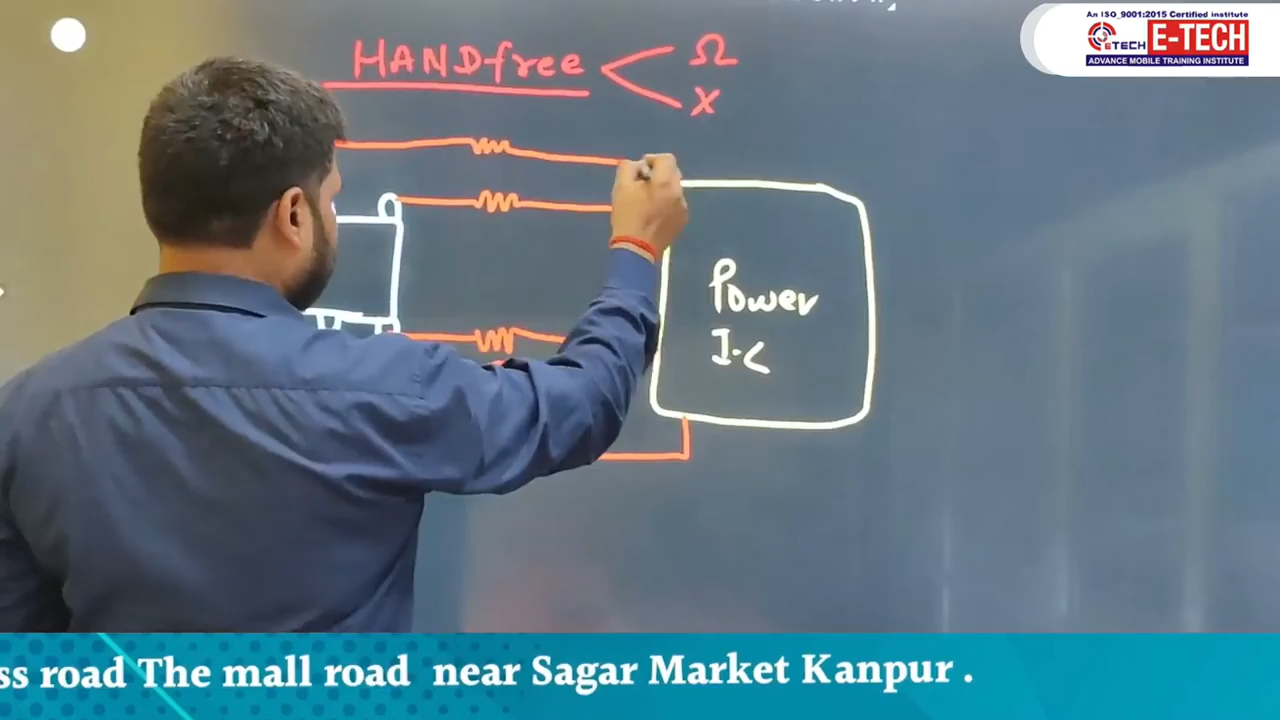 An ISO 9001:2015 Certified institute
ETECH E-TECH
ADVANCE MOBILE TRAINING INSTITUTE
HANDfree
Ω
X
Power
I.C
ss road The mall road near Sagar Market Kanpur .